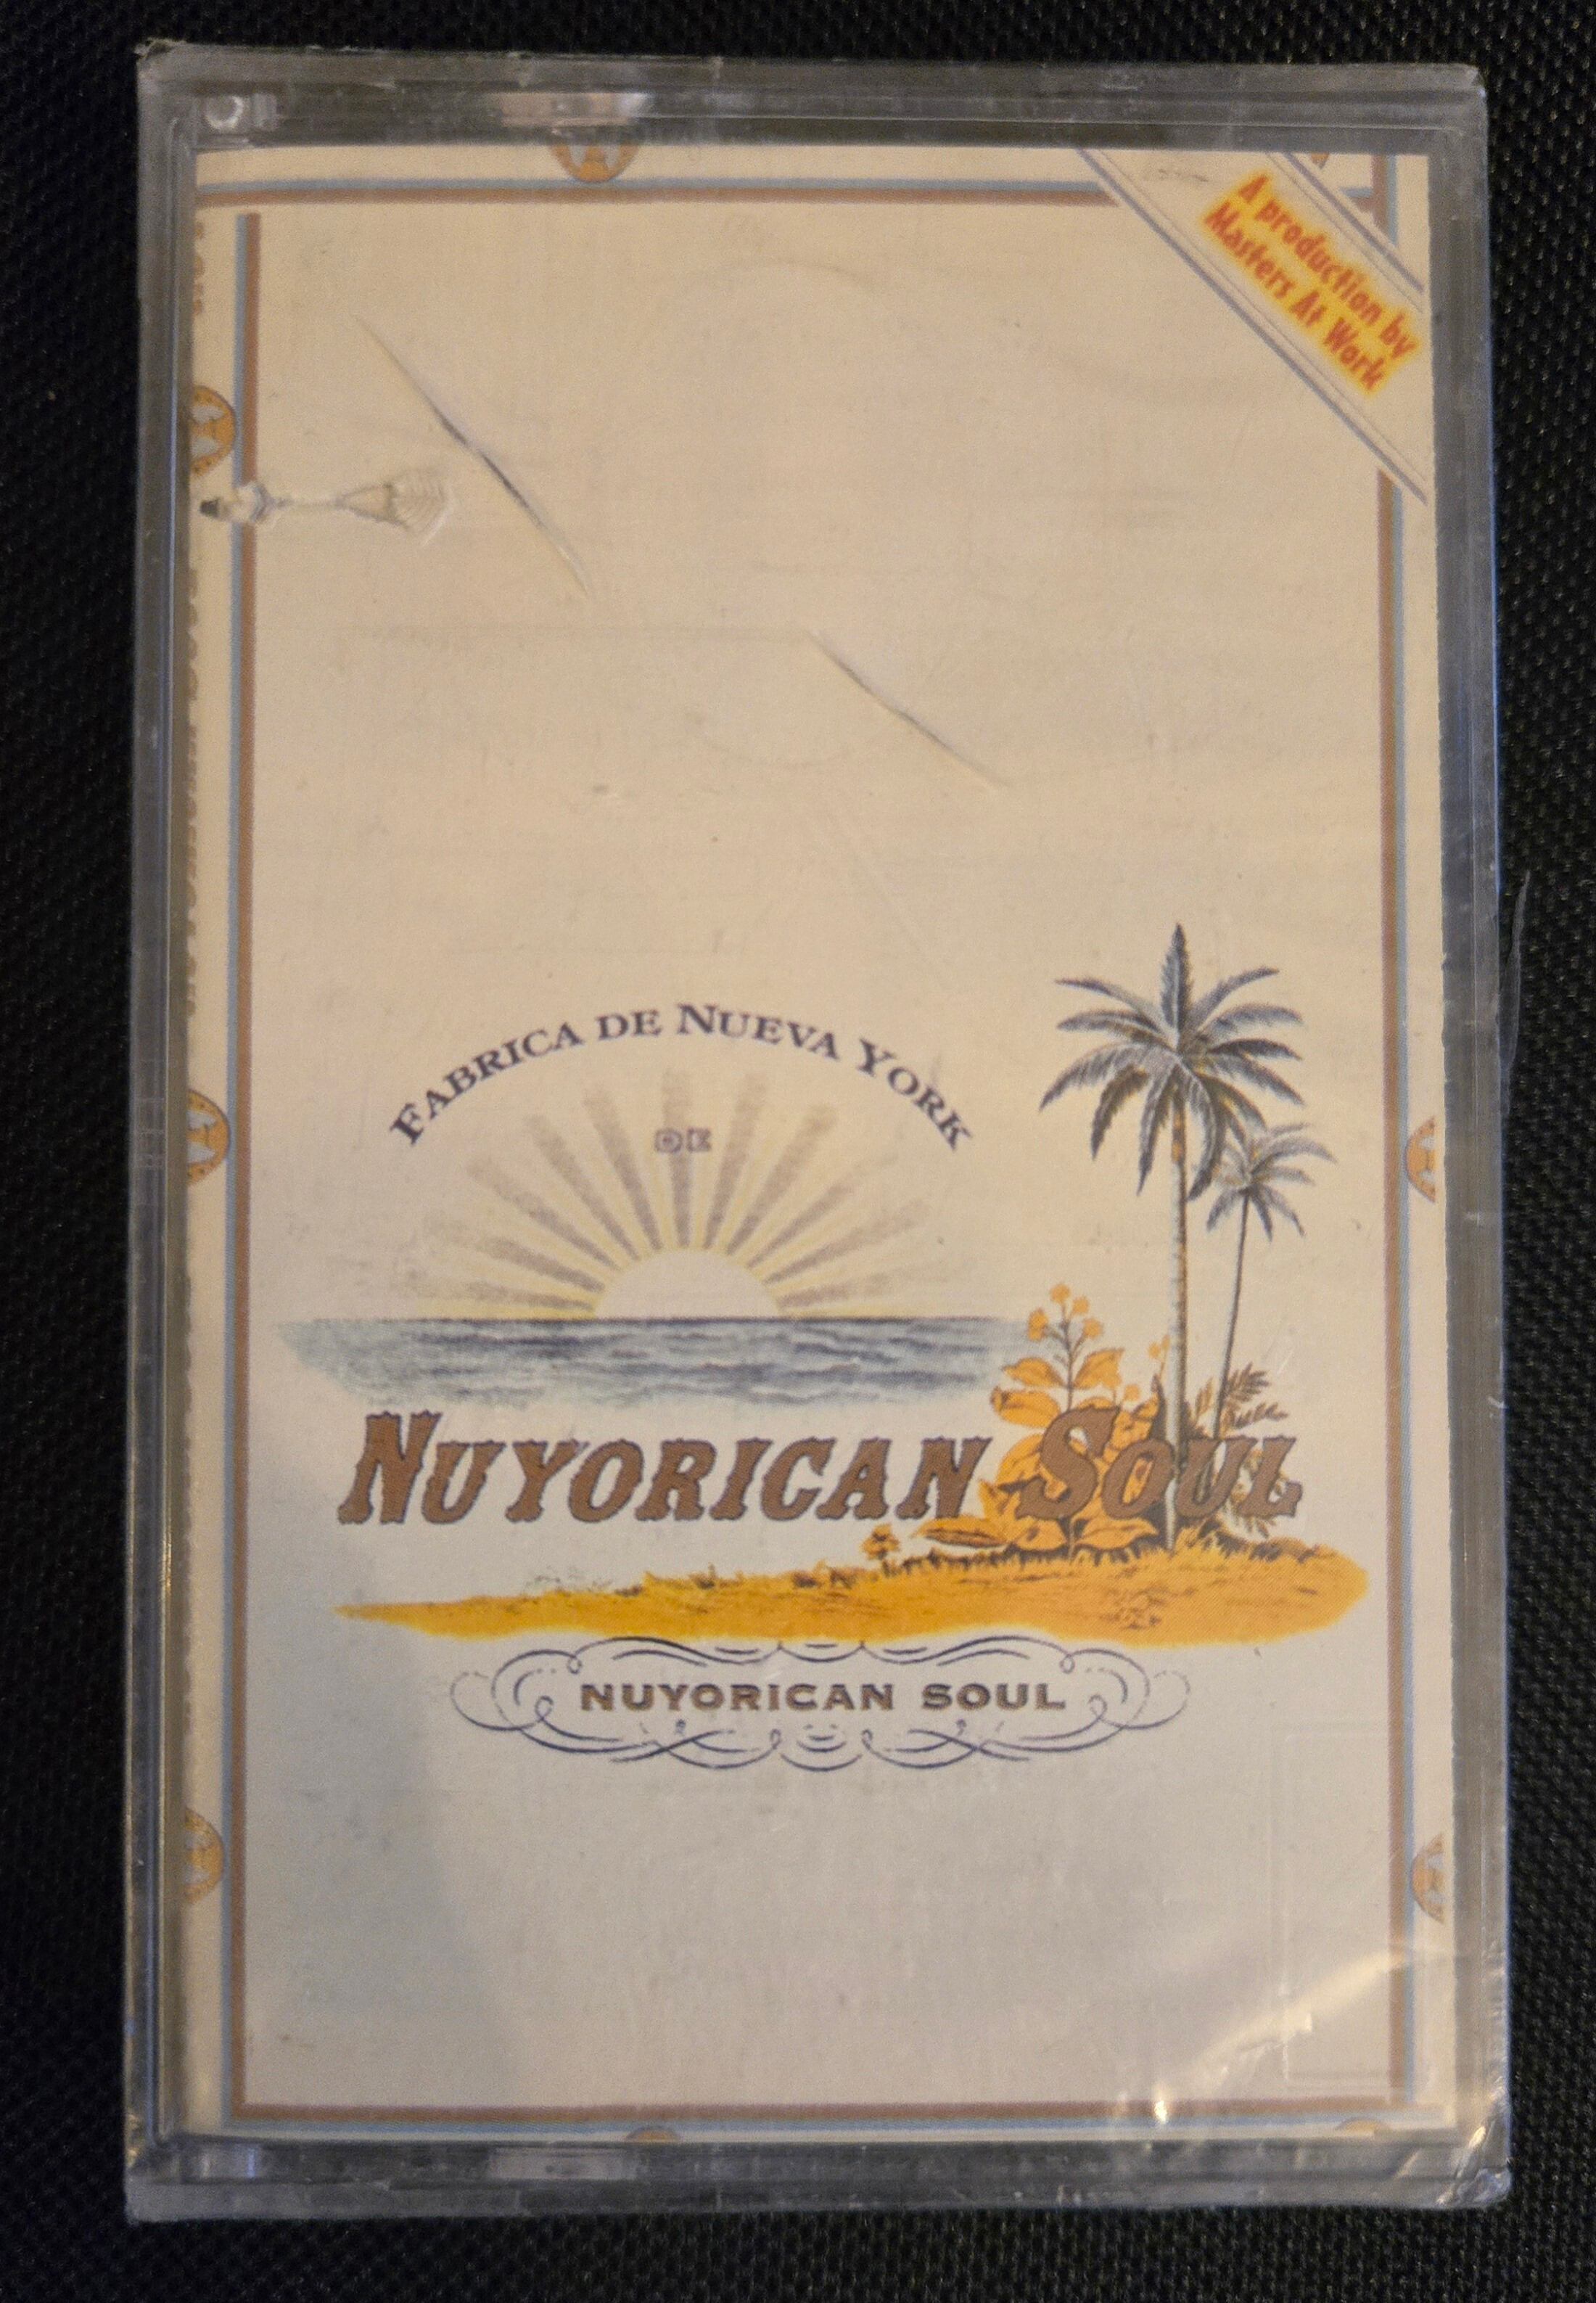 A production by
Masters At Work
FABRICA DE NUEVA YORK
DE
NUYORICAN SOUL
NUYORICAN SOUL